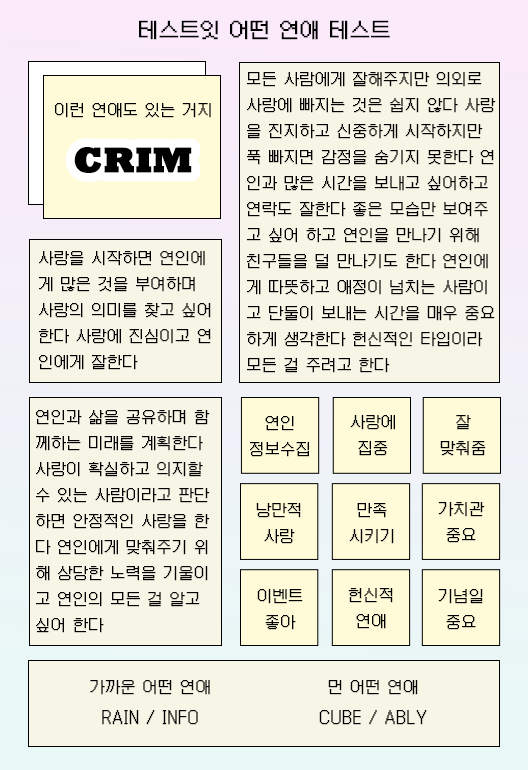 테스트잇 어떤 연애 테스트
이런 연애도 있는 거지
CRIM
모든 사람에게 잘해주지만 의외로
사랑에 빠지는 것은 쉽지 않다 사랑
을 진지하고 신중하게 시작하지만
푹 빠지면 감정을 숨기지 못한다 연
인과 많은 시간을 보내고 싶어하고
연락도 잘한다 좋은 모습만 보여주
고 싶어 하고 연인을 만나기 위해
친구들을 덜 만나기도 한다 연인에
게 따뜻하고 애정이 넘치는 사람이
고 단둘이 보내는 시간을 매우 중요
하게 생각한다 헌신적인 타입이라
모든 걸 주려고 한다
사랑을 시작하면 연인에
게 많은 것을 부여하며
사랑의 의미를 찾고 싶어
한다 사랑에 진심이고 연
인에게 잘한다
연인과 삶을 공유하며 함
께하는 미래를 계획한다
사랑이 확실하고 의지할
수 있는 사람이라고 판단
하면 안정적인 사랑을 한
다 연인에게 맞춰주기 위
해 상당한 노력을 기울이
고 연인의 모든 걸 알고
싶어 한다
연인
정보수집
사랑에
집중
잘
맞춰줌
낭만적
사랑
만족
시키기
가치관
중요
이벤트
좋아
헌신적
연애
기념일
중요
가까운 어떤 연애
RAIN / INFO
먼 어떤 연애
CUBE / ABLY